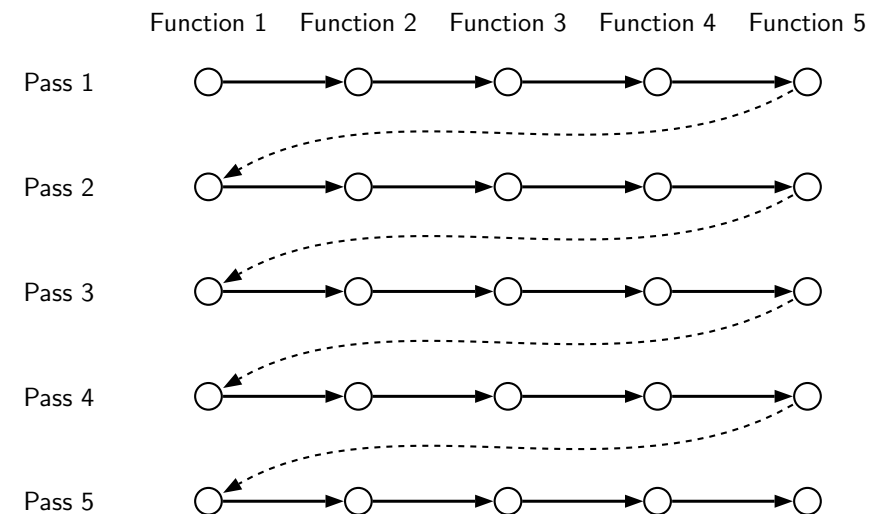 Function 1 Function 2 Function 3 Function 4 Function 5
Pass 1
Pass 2
Pass 3
Pass 4
Pass 5